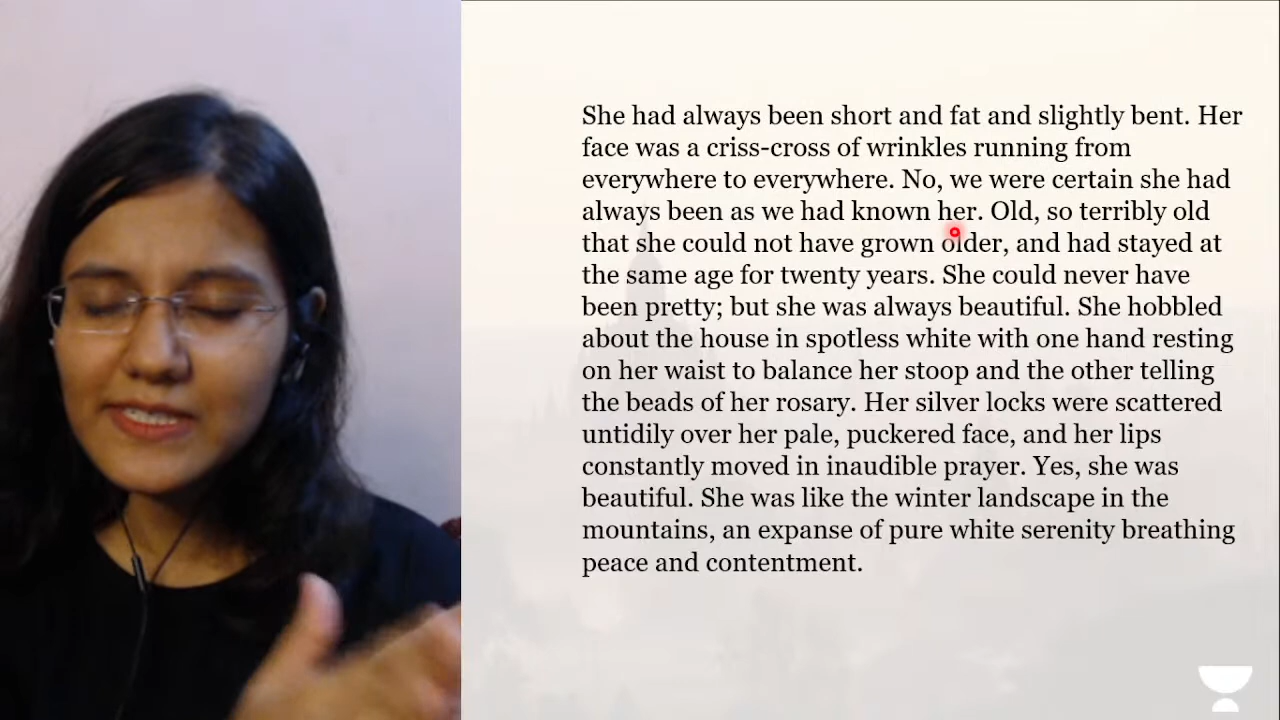 She had always been short and fat and slightly bent. Her
face was a criss-cross of wrinkles running from
everywhere to everywhere. No, we were certain she had
always been as we had known her. Old, so terribly old
that she could not have grown older, and had stayed at
the same age for twenty years. She could never have
been pretty; but she was always beautiful. She hobbled
about the house in spotless white with one hand resting
on her waist to balance her stoop and the other telling
the beads of her rosary. Her silver locks were scattered
untidily over her pale, puckered face, and her lips
constantly moved in inaudible prayer. Yes, she was
beautiful. She was like the winter landscape in the
mountains, an expanse of pure white serenity breathing
peace and contentment.